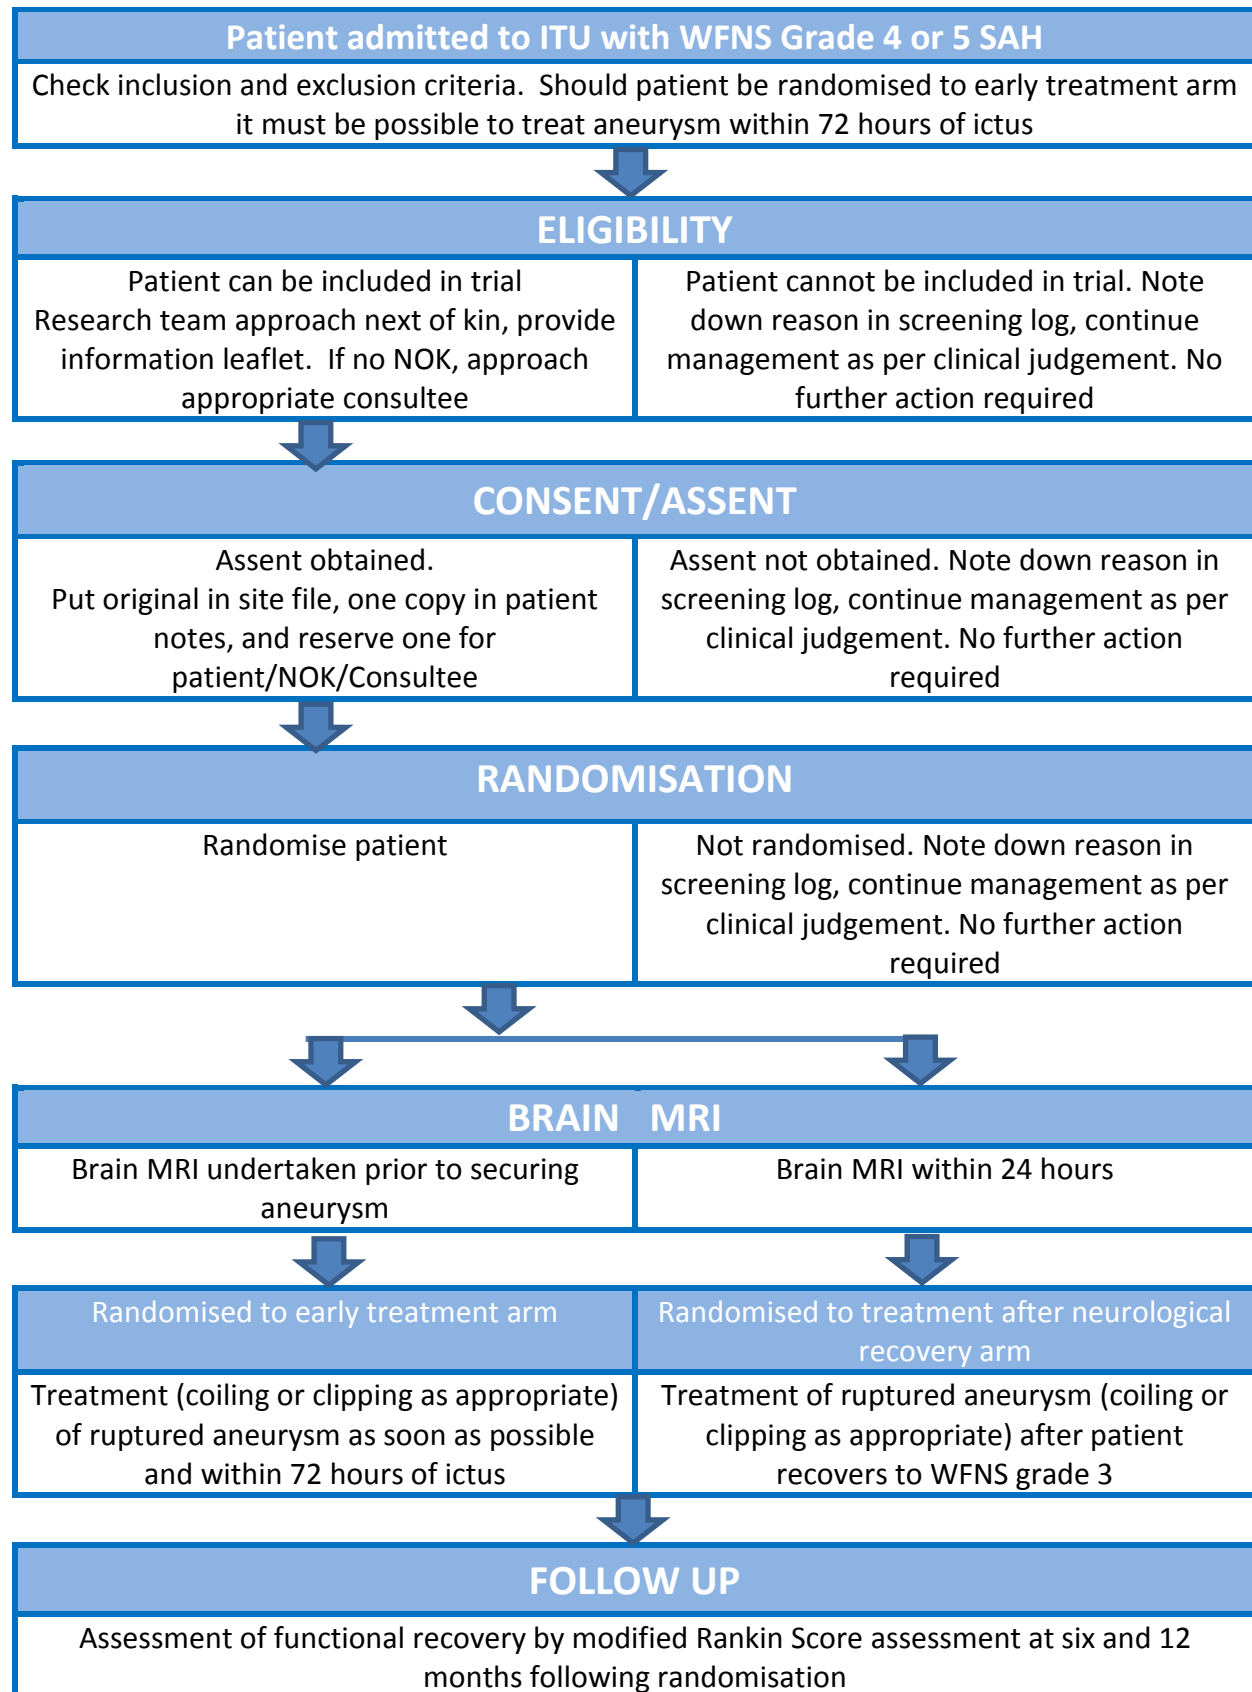 Patient admitted to ITU with WFNS Grade 4 or 5 SAH
Check inclusion and exclusion criteria.  Should patient be randomised to early treatment arm
it must be possible to treat aneurysm within 72 hours of ictus
ELIGIBILITY
Patient can be included in trial
Research team approach next of kin, provide
information leaflet.  If no NOK, approach
appropriate consultee
Patient cannot be included in trial. Note
down reason in screening log, continue
management as per clinical judgement. No
further action required
CONSENT/ASSENT
Assent obtained.
Put original in site file, one copy in patient
notes, and reserve one for
patient/NOK/Consultee
Assent not obtained. Note down reason in
screening log, continue management as per
clinical judgement. No further action
required
RANDOMISATION
Randomise patient
Not randomised. Note down reason in
screening log, continue management as per
clinical judgement. No further action
required
BRAIN   MRI
Brain MRI undertaken prior to securing
aneurysm
Brain MRI within 24 hours
Randomised to early treatment arm
Randomised to treatment after neurological
recovery arm
Treatment (coiling or clipping as appropriate)
of ruptured aneurysm as soon as possible
and within 72 hours of ictus
Treatment of ruptured aneurysm (coiling or
clipping as appropriate) after patient
recovers to WFNS grade 3
FOLLOW UP
Assessment of functional recovery by modified Rankin Score assessment at six and 12
months following randomisation